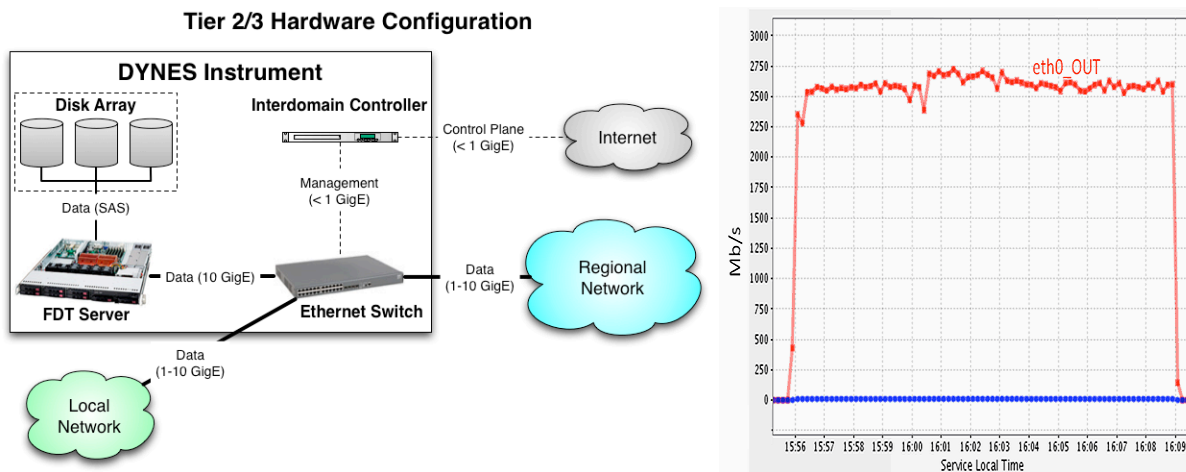 Tier 2/3 Hardware Configuration
DYNES Instrument
Disk Array
Interdomain Controller
Control Plane
(< 1 GigE)
Internet
Management
(< 1 GigE)
Data (SAS)
Data (10 GigE)
Data
(1-10 GigE)
Regional
Network
FDT Server
Ethernet Switch
Data
(1-10 GigE)
Local
Network
eth0_OUT
3000
2750
2500
2250
2000
1750
1500
1250
1000
750
500
250
0
Mb/s
15:56 15:57 15:58 15:59 16:00 16:01 16:02 16:03 16:04 16:05 16:06 16:07 16:08 16:09
Service Local Time